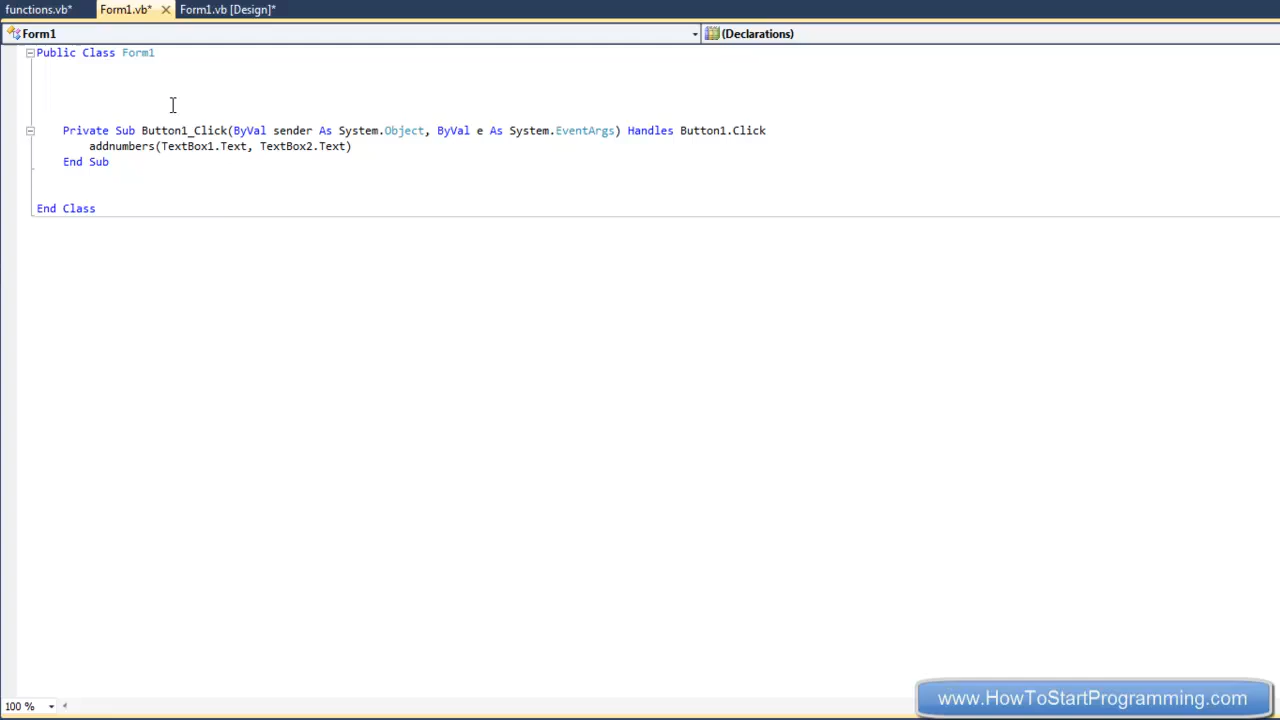 functions.vb* Form1.vb* Form1.vb [Design]*
Form1 (Declarations)
Public Class Form1
Private Sub Button1_Click(ByVal sender As System.Object, ByVal e As System.EventArgs) Handles Button1.Click
addnumbers(TextBox1.Text, TextBox2.Text)
End Sub
End Class
100 %
www.HowToStartProgramming.com